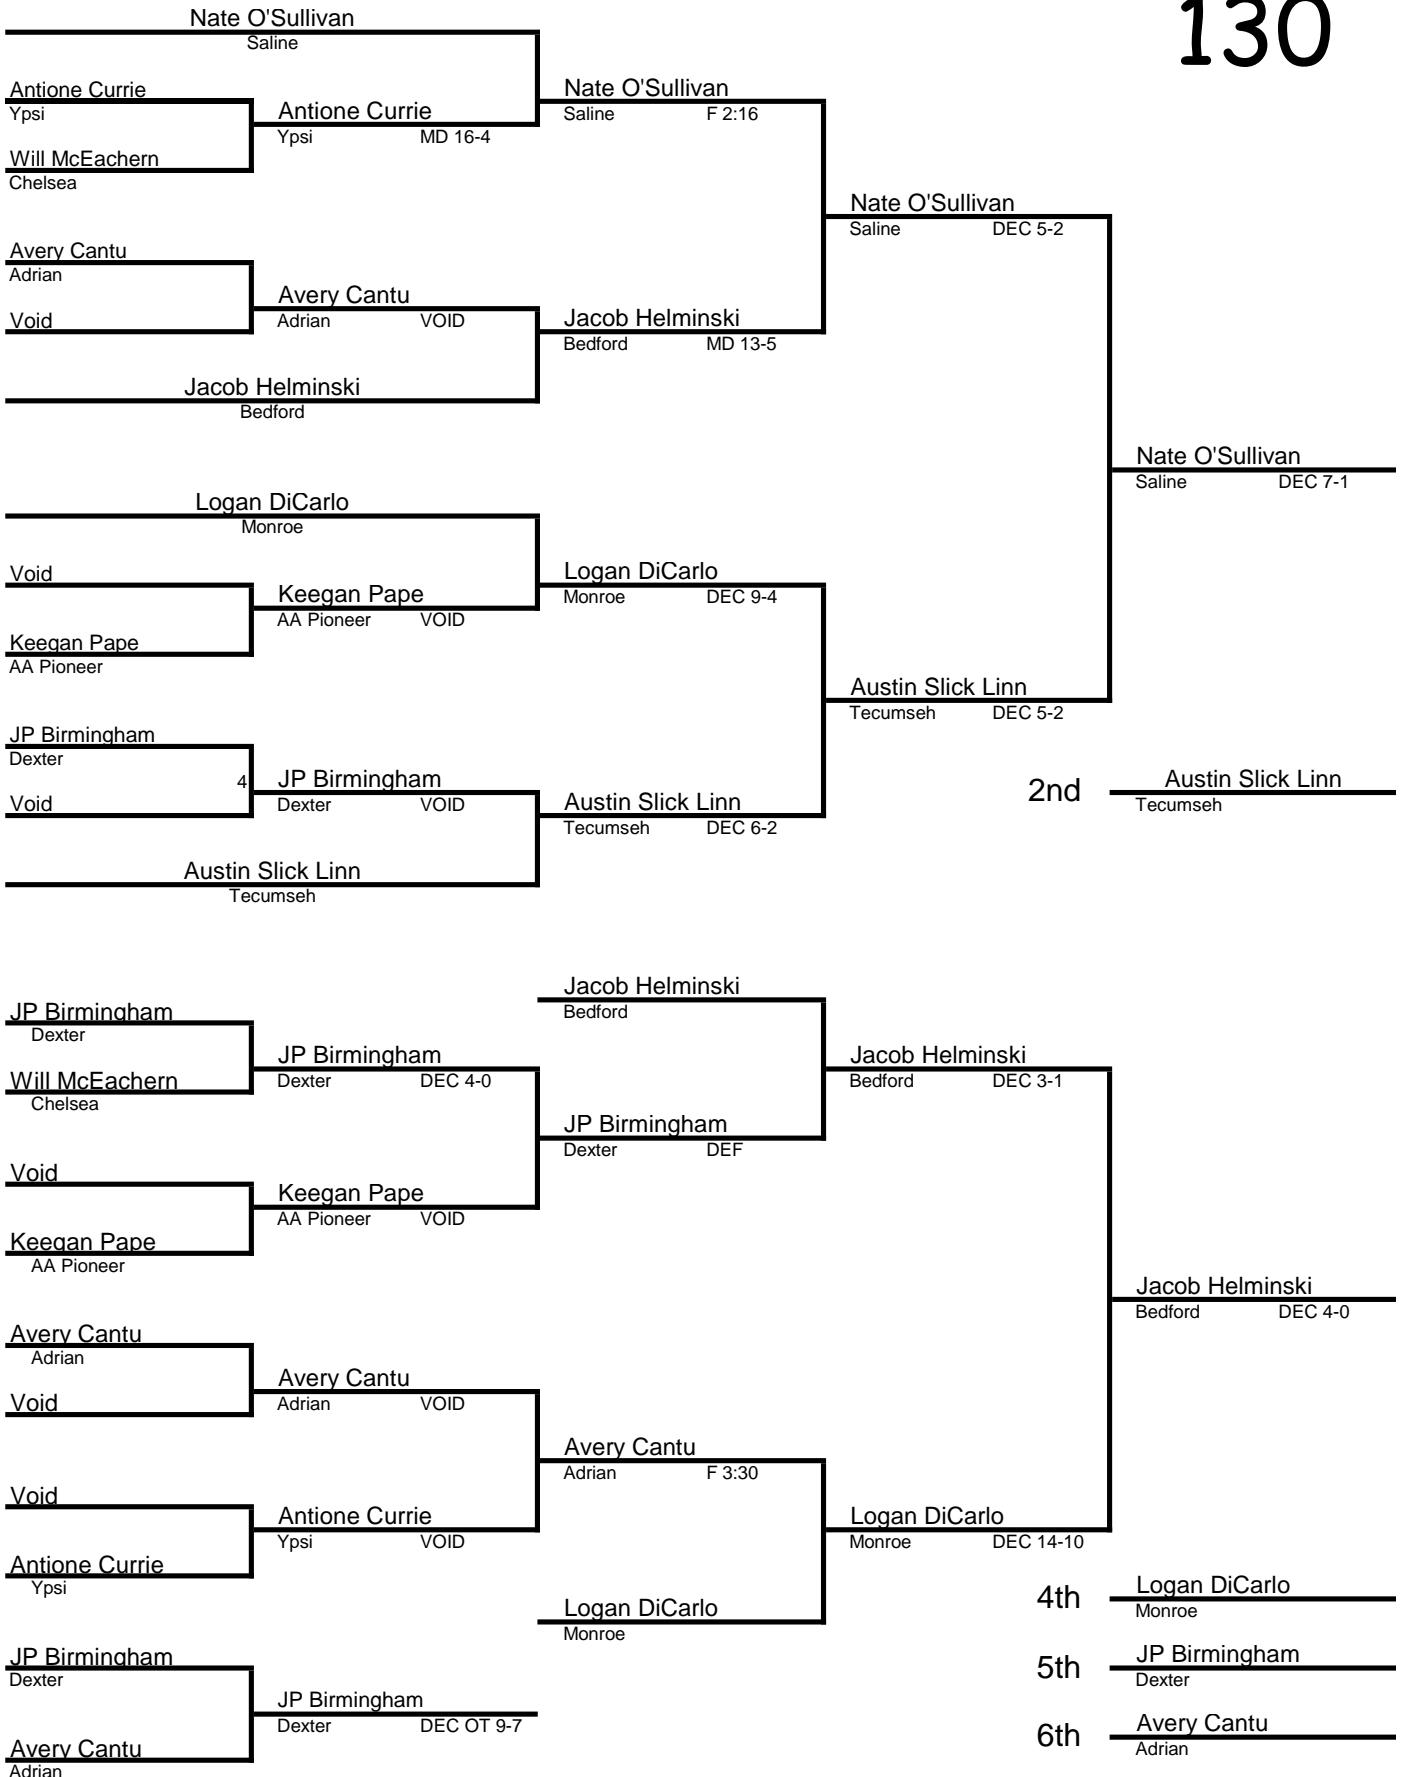 130
Nate O'Sullivan
Saline
Antione Currie
Ypsi
Will McEachern
Chelsea
Antione Currie
Ypsi MD 16-4
Nate O'Sullivan
Saline F 2:16
Avery Cantu
Adrian
Void
Avery Cantu
Adrian VOID
Jacob Helminski
Bedford
Jacob Helminski
Bedford MD 13-5
Nate O'Sullivan
Saline DEC 5-2
Logan DiCarlo
Monroe
Void
Keegan Pape
AA Pioneer
Keegan Pape
AA Pioneer VOID
Logan DiCarlo
Monroe DEC 9-4
JP Birmingham
Dexter
Void
4
JP Birmingham
Dexter VOID
Austin Slick Linn
Tecumseh
Austin Slick Linn
Tecumseh DEC 6-2
Austin Slick Linn
Tecumseh DEC 5-2
Nate O'Sullivan
Saline DEC 7-1
2nd Austin Slick Linn
Tecumseh
JP Birmingham
Dexter
Will McEachern
Chelsea
JP Birmingham
Dexter DEC 4-0
Void
Keegan Pape
AA Pioneer
Keegan Pape
AA Pioneer VOID
Jacob Helminski
Bedford
JP Birmingham
Dexter DEF
Jacob Helminski
Bedford DEC 3-1
Avery Cantu
Adrian
Void
Avery Cantu
Adrian VOID
Void
Antione Currie
Ypsi
Antione Currie
Ypsi VOID
Avery Cantu
Adrian F 3:30
Logan DiCarlo
Monroe
Logan DiCarlo
Monroe DEC 14-10
Jacob Helminski
Bedford DEC 4-0
JP Birmingham
Dexter
Avery Cantu
Adrian
JP Birmingham
Dexter DEC OT 9-7
4th Logan DiCarlo
Monroe
5th JP Birmingham
Dexter
6th Avery Cantu
Adrian